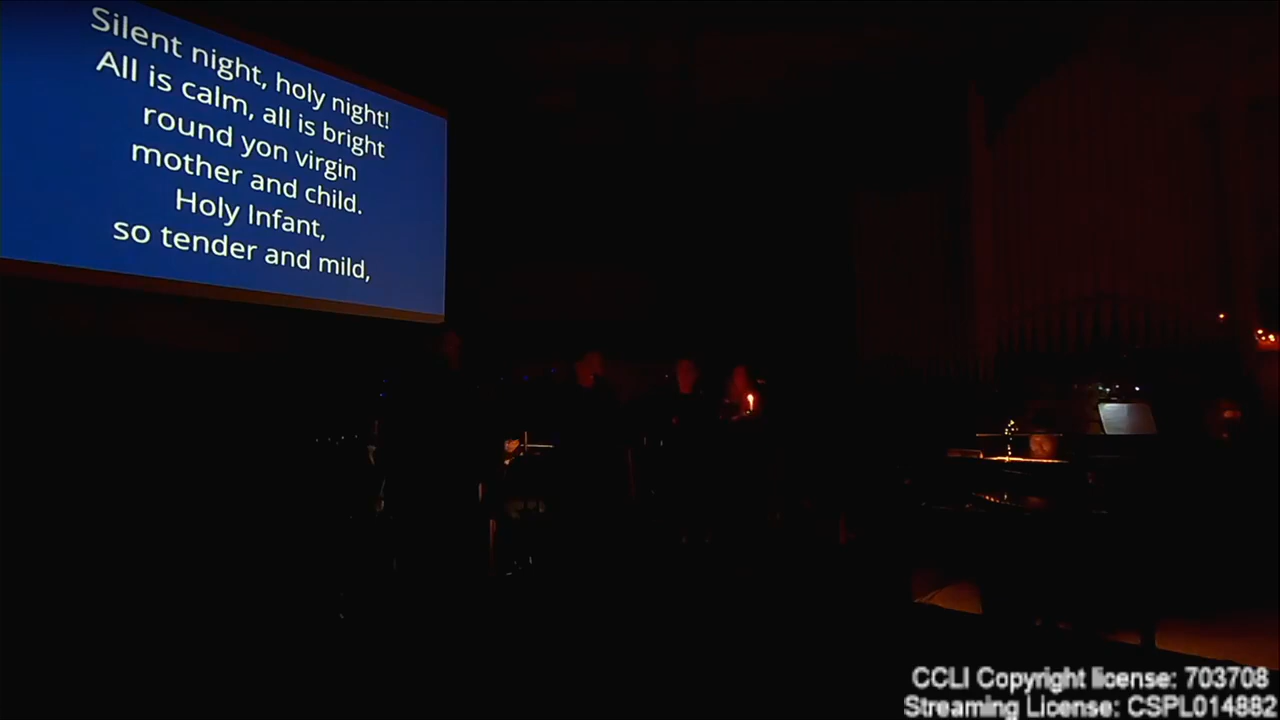 Silent night, holy night!
All is calm, all is bright
round yon virgin
mother and child.
Holy Infant,
so tender and mild,
CCLI Copyright license: 703708
Streaming License: CSPL014882